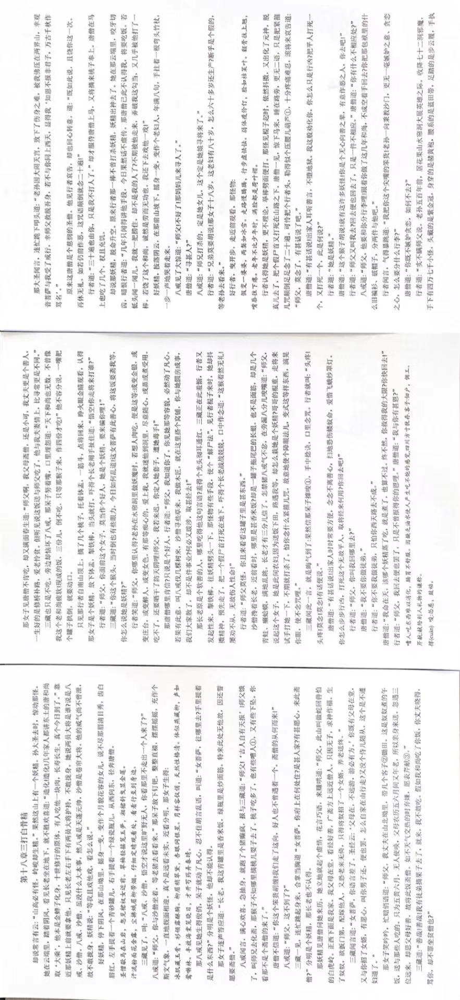 第十八章三打白骨精
却说常言有云：“山高必有怪，岭峻却生精。”果然这山上有一个妖精。孙大圣去时，惊动那怪。
她在云端里，踏着阴风，看见长老坐在地下，就不胜欢喜道：“造化!造化!几年家人都讲东土的唐和尚
取‘大乘’，他本是金蝉子化身，十世修行的原体。有人吃他一块肉，长寿长生。真个今日到了。”靠
近那妖精上前就要拿他，只见长老左右手下有两员大将护持，不敢拢身。她说两员大将是谁?说是八
戒、沙僧。八戒、沙僧，虽没什么大本事，然八戒是天蓬元帅，沙僧是卷帘大将。他的威气尚不曾泄，
故不敢拢身。妖精说：“等我且戏他戏，看怎么说。”
好妖精，停下阴风，在那山坳里，摇身一变，变作个月貌花容的女儿，说不尽那眉清目秀，齿白
唇红，左手提着一个青砂罐儿，右手提着一个绿瓷瓶儿，从西向东，径奔唐僧。
圣僧歇马在山岩，忽见裙钗女近前。翠袖轻摇笼玉笋，湘裙斜曳显金莲。
汗流粉面花含露，尘拂峨眉柳带烟。仔细定睛观看处，看看行至到身边。
三藏见了，叫：“八戒、沙僧，悟空才说这里旷野无人，你看那里不走出一个人来了?”
八戒道：“师父，你与沙僧坐着，等老猪去看看来。”那呆子放下钉钯，整整直裰，摆摆摇摇，充作个
斯文气象，一直地觌面相迎。真个是远看未实，近看分明。那女子生得：
冰肌藏玉骨，衫领露酥胸。柳眉积翠黛，杏眼闪银星。月样容仪俏，天然性格清。体似燕藏柳，声如
莺啭林。半放海棠笼晓日，才开芍药弄春晴。
那八戒见她生得俊俏，呆子就动了凡心，忍不住胡言乱语，叫道：“女菩萨，往哪里去?手里提着
是什么东西?”分明是个妖怪，他却不能认得。
那女子连声答应道：“长老，我这青罐里是香米饭，绿瓶里是炒面筋。特来此处无他故，因还誓
愿要斋僧。”
八戒闻言，满心欢喜。急抽身，就跑了个猪癫疯，报与三藏道：“师父!‘吉人自有天报’!师父饿
了，叫师兄去化斋，那猴子不知哪里摘桃儿耍子去了。桃子吃多了，也有些嘈人①，又有些下坠。你
看那不是个斋僧的来了。”
唐僧不信道：“你这个笨货胡缠!我们走了这向，好人也不曾遇着一个。斋僧的从何而来!”
八戒道：“师父，这不到了?”
三藏一见，连忙跳起身来，合掌当胸道“女菩萨，你府上在何处住?是甚人家?有甚愿心，来此斋
僧?”分明是个妖精，那长老也不认得。
那妖精见唐僧问她来历，她立地就起个虚情，花言巧语，来赚哄道：“师父，此山叫做蛇回兽怕
的白虎岭，正西面是我家。我父母在堂，看经好善，广斋方上远近僧人，只因无子，求神作福。生
了奴奴，欲扳门第，配嫁他人，又恐老来无倚，只得将奴招了一个女婿，养老送终。”
三藏闻言道：“女菩萨，你语言差了。圣经云：‘父母在，不远游，游必有方。’你既有父母在堂，
又与你招了女婿，有愿心，叫你男子还，便也罢，怎么自家在山行走?又没个侍儿随从。这个是不遵
妇道了。”
那女子笑吟吟，忙赔俏语道：“师父，我丈夫在山北坳里，带几个客子②锄田。这是奴奴煮的午
饭，送与那些人吃的。只为五黄六月，无人使唤，父母农历五六月间又年老，所以亲身来送。忽遇三
位远来，却思父母好善，故将此饭斋僧。如不天气交热的时弃嫌，愿表芹献③。”
三藏道：“善哉!善哉!我有徒弟摘果子去了，就来，我不敢吃。假如我和尚吃了你饭，你丈夫晓得，
骂你，却不罪坐贫僧也?”
那女子见唐僧不肯吃，却又满面春生道：“师父啊，我父母斋僧，还是小可，我丈夫更是个善人，
一生好的是修桥补路，爱老怜贫。但听见说这饭送与师父吃了，他与我夫妻情上，比寻常更是不同。”
三藏也只是不吃，旁边却恼坏了八戒。那呆子努着嘴，口里埋怨道：“天下和尚也无数，不曾像
我这个老和尚疲软!现成的饭，三份儿，倒不吃，只等那猴子来，作四份才吃!”他不容分说，一嘴把
个罐子拱倒，就要动口。
只见那行者自南山顶上，摘了几个桃子，托着钵盂，一筋斗，点将回来，睁火眼金睛观看，认得
那女子是个妖精，放下钵盂，掣铁棒，当头就打。吓得个长老用手扯住道：“悟空!你走将来打谁?”
行者道：“师父，你面前这个女子，莫当作个好人，她是个妖精，要来骗你哩！”
三藏道：“你这个猴头，当时倒也有些眼力，今日如何乱道!这女菩萨有此善心，将这饭要斋我等，
你怎么说她是妖精?”
行者笑道：“师父，你哪里认得?老孙在水帘洞里做妖魔时，若想人肉吃，便是这等:或变金银，或
变庄台，或变醉人，或变女色。有那等痴心的，爱上我，我就迷他到洞里，尽意随心，或蒸或煮受用。
吃不了，还要晒干了防天阴哩!师父，我若来迟，你定入她套子，遭她毒手!”
那唐僧哪里肯信?只说是个好人。行者道：“师父，我知道你了。你见她那等容貌，必然动了凡心。
若果有此意，叫八戒伐几棵树来，沙僧寻些草来，我做木匠，就在这里搭个窝铺，你与她圆房成事，
我们大家散了，却不是件事业?何必又跋涉，取甚经去!”
那长老原是个软善的人，哪里吃得他这句言语?羞得个光头彻耳通红。三藏正在此羞惭，行者又
发起性来，掣铁棒，往妖精劈头一下。那怪物有些手段，使个“解尸法”，见行者棍子来时，她却抖
擞精神，预先走了，把一个假尸首打死在地下。吓得个长老战战兢兢，口中作念道：“这猴着然无礼!
屡劝不从，无故伤人性命!”
行者道：“师父莫怪，你且来看看这罐子里是甚东西。”
沙僧搀着长老，近前看时，哪里是甚香米饭?却是一罐子拖尾巴的长蛆。也不是面筋，却是几个
青蛙、癞蛤蟆，满地乱跳。长老才有三分儿信了。怎禁猪八戒气不忿，在旁漏八分儿唆嘴道：“师父，
说起这个女子，她是此间农妇，因为送饭下田，路遇我等，却怎么栽她是个妖精?哥哥的棍重，走将来
试手打她一下，不期就打杀了。怕你念什么紧箍儿咒，故意地使个障眼法儿，变式这等样东西，演晃
你眼，使不念咒哩。”
三藏闻此一言，就是晦气到了:果然信那呆子撺唆①，手中捻诀，口里念咒。行者就叫：“头疼!
头疼!莫念!莫念!有话便说。”
唐僧道：“有甚话说!出家人时时常要方便，念念不离善心，扫地恐伤蝼蚁命，爱惜飞蛾纱罩灯。
你怎么步步行凶，打死这个无故平人，取将经来何用?你回去吧!”
行者道：“师父，你叫我回哪里去?”
唐僧道：“我不要你做徒弟。”
行者道：“你不要我做徒弟，只怕你西天路去不成。”
唐僧道：“我命在天，该哪个妖精蒸了吃，就是煮了，也算不过。终不然，你救得我的大限?你快回去!”
行者道：“师父，我回去便也罢了，只是不曾报得你的恩哩。”唐僧道：“我与你有甚恩?”
嘈人:吃东西难以消化，肠胃不舒服。因缺乏油水使人产生吃不饱的感觉。四川方言犹存。客子:佃户，佣工。
芹献:献给别人礼物的谦称。
撺(cuān)唆:怂恿，鼓动。
那大圣闻言，连忙跪下叩头道：“老孙因大闹天宫，致下了伤身之难，被我佛压在两界山，幸观
音菩萨与我受了戒行，幸师父救脱吾身，若不与你同上西天，显得我‘知恩不报非君子，万古千秋作
骂名’。”
原来这唐僧是个慈悯的圣僧。他见行者哀告，却也回心转意，道：“既如此说，且饶你这一次。
再休无礼。如若仍前作恶，这咒语颠倒就念二十遍!”
行者道：“三十遍也由你，只是我不打人了。”却才服侍唐僧上马，又将摘来桃子奉上。唐僧在马
上也吃了几个，权且充饥。
却说那妖精，脱命升空。原来行者那一棒不曾打杀妖精，妖精出神去了。她在那云端里，咬牙切
齿，暗恨行者道：“几年只闻得讲他手段，今日果然话不虚传。那唐僧已此不认得我，将要吃饭。若
低头闻一闻儿，我就一把捞住，却不是我的人了?不期被他走来，弄破我这勾当，又几乎被他打了一
棒。若饶了这个和尚，诚然是劳而无功也。我还下去戏他一戏!”
好妖精，按落阴云，在那前山坡下，摇身一变，变作个老妇人，年满八旬，手拄着一根弯头竹杖，
一步一声地哭着走来。
八戒见了大惊道：“师父!不好了!那妈妈儿来寻人了。”
唐僧道：“寻甚人?”
八戒道：“师兄打杀的，定是她女儿。这个定是她娘寻将来了。”
行者道：“兄弟莫要胡说!那女子十八岁，这老妇有八十岁，怎么六十多岁还生产?断乎是个假的，
等老孙去看来。”
好行者，曳开步，走近前观看，那怪物:
假变一婆婆，两鬓如冰雪。走路慢腾腾，行步虚怯怯。弱体瘦伶仃，脸如枯菜叶。颧骨往上翘，
嘴唇往下瘪。老年不比少年时，满脸都是荷叶褶。
行者认得她是妖精，更不理论，举棒劈面便打。那怪见棍子起时，依然抖擞，又出化了元神，脱
真儿去了，把个假尸首又打死在山路之下。唐僧一见，惊下马来，睡在路旁，更无二语，只是把紧箍
儿咒颠倒足足念了二十遍。可怜把个行者头，勒得似个压腰儿葫芦①，十分疼痛难忍，滚将来哀告道:
“师父，莫念了，有甚话说了吧。”
唐僧道：“有甚话说!出家人耳听善言，不堕地狱。我这般劝化你，你怎么只是行凶?把平人打死一
个，又打死一个，此是何说?”
行者道：“她是妖精。”
唐僧道：“这个猴子胡说!就有这许多妖怪!你是个无心向善之辈，有意作恶之人，你去吧!”
行者道：“师父又叫我去?回去便也回去了，只是一件不相应。”唐僧道：“你有什么不相应处?”
八戒道：“师父，他要和你分行李哩!跟着你做了这几年和尚，不成空着手回去?你把那包袱里的什
么旧褊衫、破帽子，分两件与他吧。”
行者闻言，气得暴跳道：“我把你这个尖嘴的笨货!老孙一向秉教沙门，更无一毫嫉妒之意、贪恋
之心，怎么要分什么行李?”
唐僧道：“你既不嫉妒贪恋，如何不去?”
行者道：“实不瞒师父说。老孙五百年前，居花果山水帘洞大展英雄之际，收降七十二洞邪魔，
手下有四万七千小怪，头戴的是紫金冠，身穿的是赭黄袍，腰系的是蓝田带，足踏的是步云履，手执